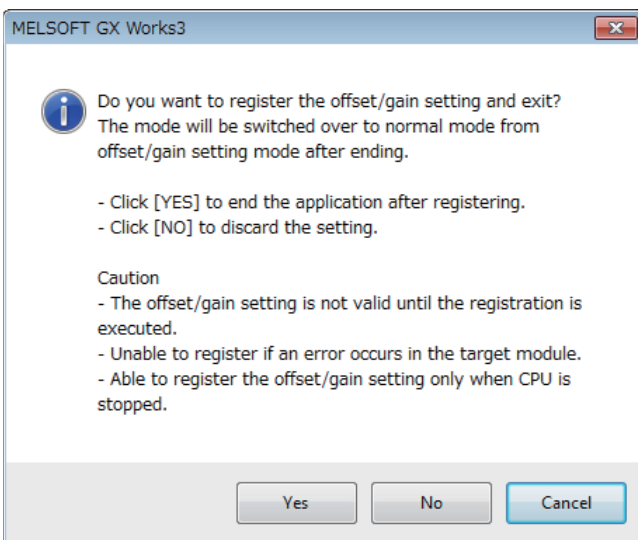 MELSOFT GX Works3
Do you want to register the offset/gain setting and exit?
The mode will be switched over to normal mode from
offset/gain setting mode after ending.
- Click [YES] to end the application after registering.
- Click [NO] to discard the setting.
Caution
- The offset/gain setting is not valid until the registration is
executed.
- Unable to register if an error occurs in the target module.
- Able to register the offset/gain setting only when CPU is
stopped.
Yes No Cancel